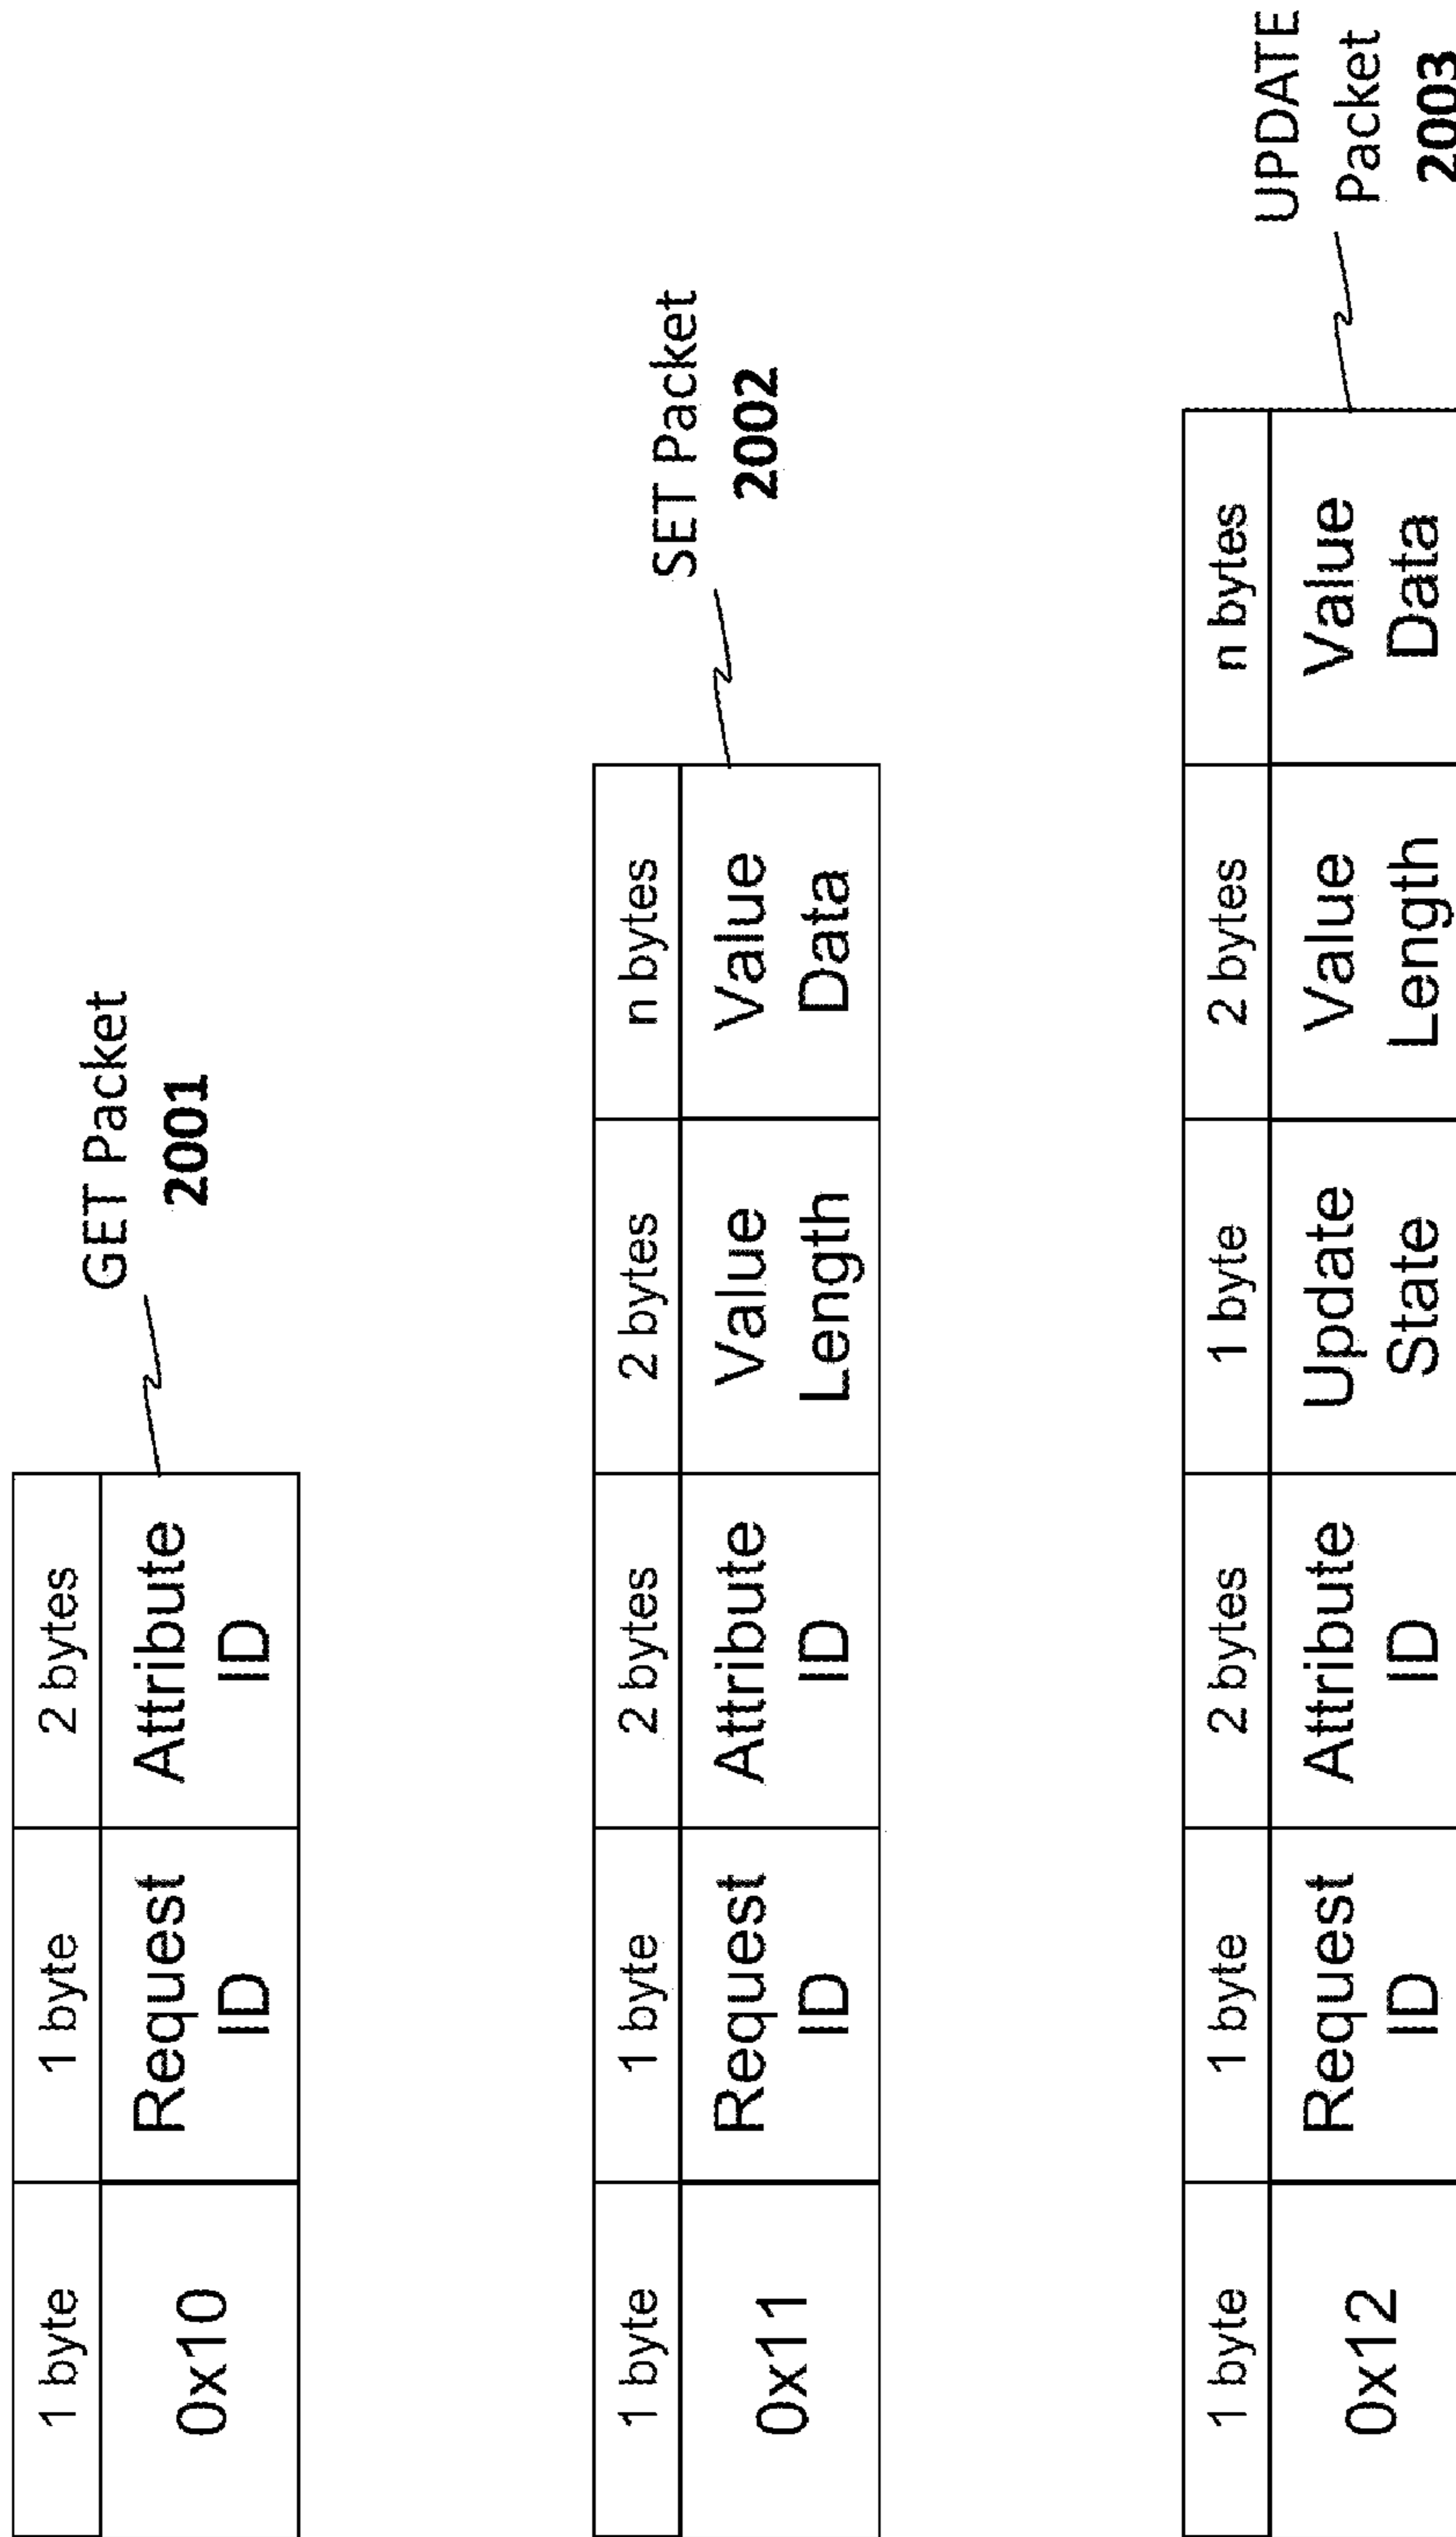 1 byte 1 byte 2 bytes
0x10 Request ID Attribute ID
GET Packet
2001
1 byte 1 byte 2 bytes 2 bytes n bytes
0x11 Request ID Attribute ID Value Length Value Data
SET Packet
2002
1 byte 1 byte 2 bytes 1 byte 2 bytes n bytes
0x12 Request ID Attribute ID Update State Value Length Value Data
UPDATE
Packet
2003